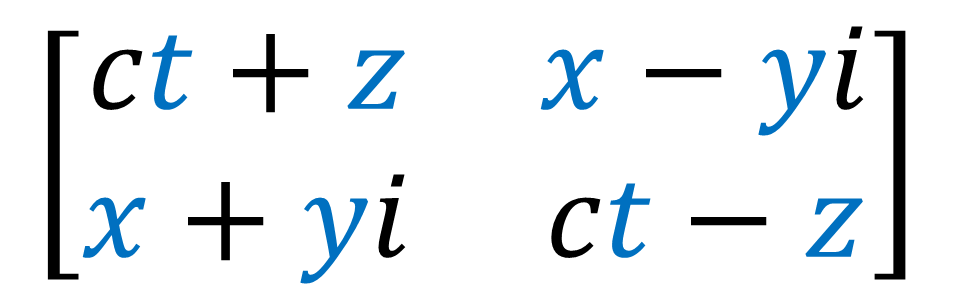 ct + z x − yi
x + yi ct − z